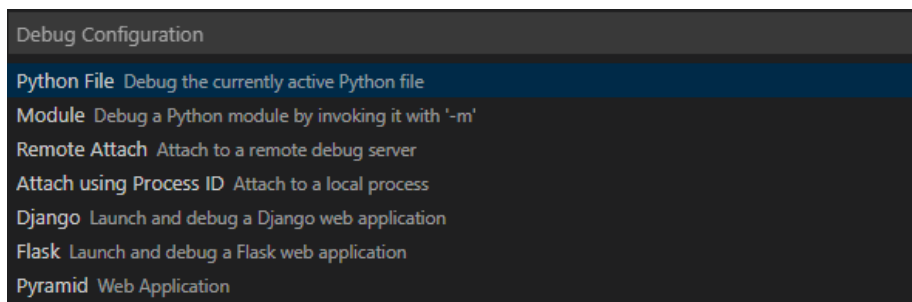 Debug Configuration
Python File Debug the currently active Python file
Module Debug a Python module by invoking it with '-m'
Remote Attach Attach to a remote debug server
Attach using Process ID Attach to a local process
Django Launch and debug a Django web application
Flask Launch and debug a Flask web application
Pyramid Web Application